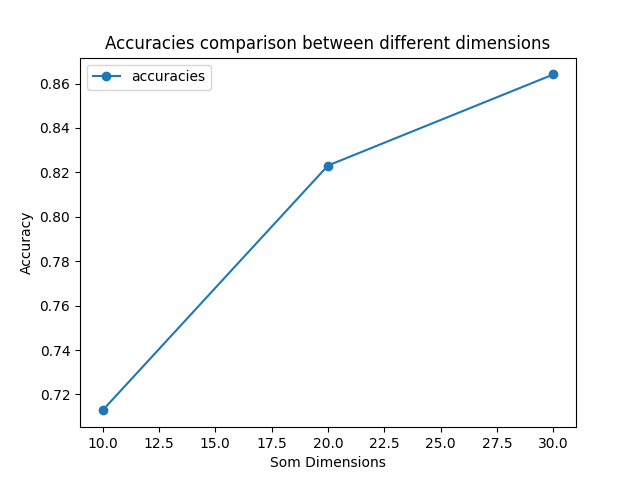 Accuracies comparison between different dimensions
accuracies
0.86
0.84
0.82
0.80
0.78
0.76
0.74
0.72
Accuracy
10.0 12.5 15.0 17.5 20.0 22.5 25.0 27.5 30.0
Som Dimensions